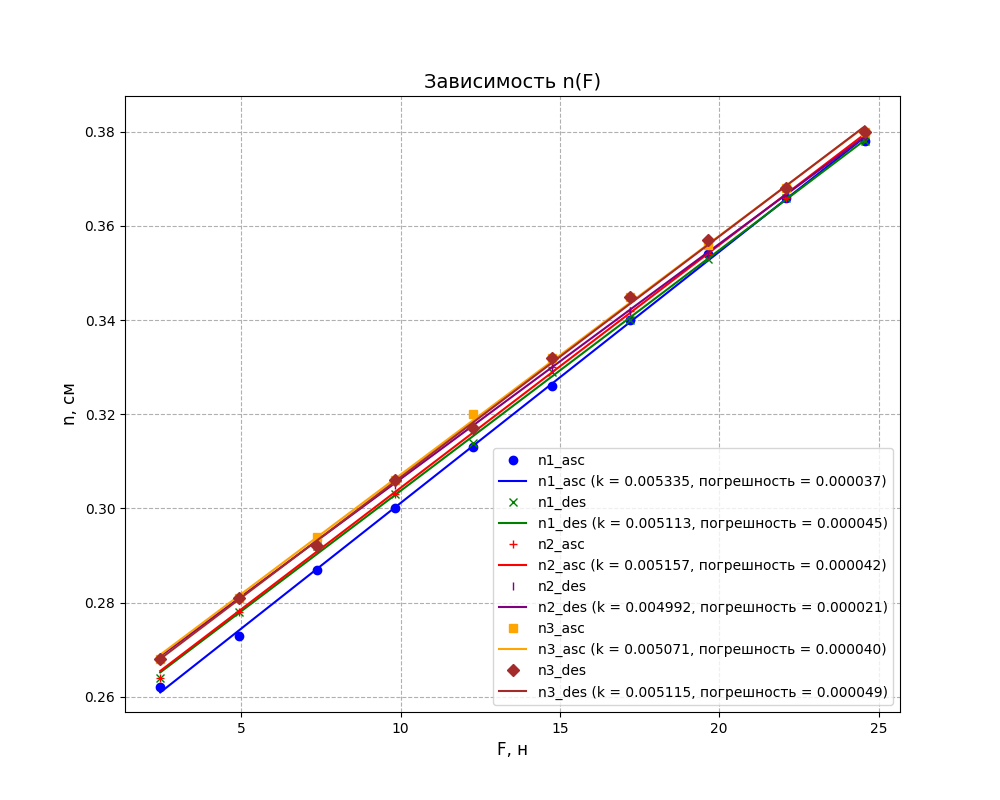 Зависимость n(F)
n, см
0.38
0.36
0.34
0.32
0.30
0.28
0.26
n1_asc
n1_asc (k = 0.005335, погрешность = 0.000037)
n1_des
n1_des (k = 0.005113, погрешность = 0.000045)
n2_asc
n2_asc (k = 0.005157, погрешность = 0.000042)
n2_des
n2_des (k = 0.004992, погрешность = 0.000021)
n3_asc
n3_asc (k = 0.005071, погрешность = 0.000040)
n3_des
n3_des (k = 0.005115, погрешность = 0.000049)
5
10
15
20
25
F, н